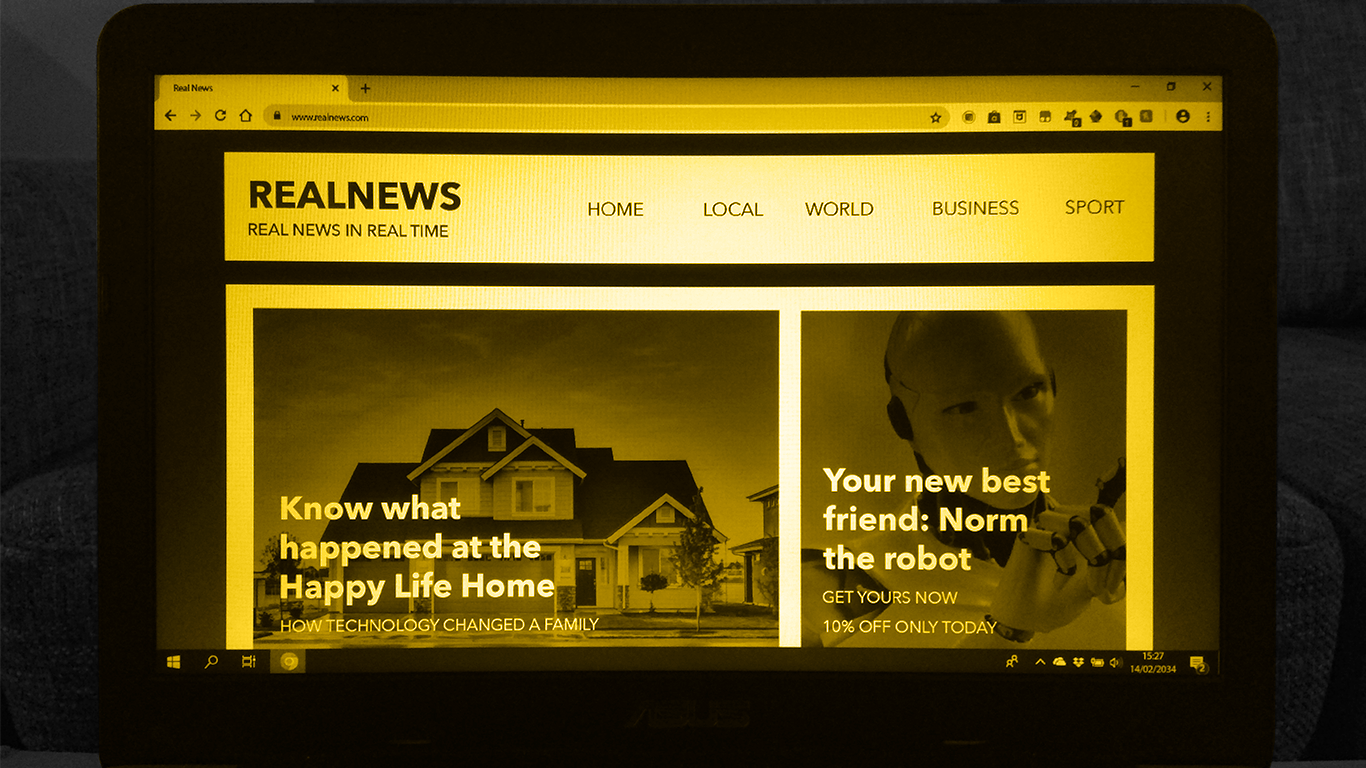 Real News
www.realnews.com
REALNEWS
REAL NEWS IN REAL TIME
HOME
LOCAL
WORLD
BUSINESS
SPORT
Know what
happened at the
Happy Life Home
HOW TECHNOLOGY CHANGED A FAMILY
Your new best
friend: Norm
the robot
GET YOURS NOW
10% OFF ONLY TODAY
15:27
14/02/2034
2
ASUS